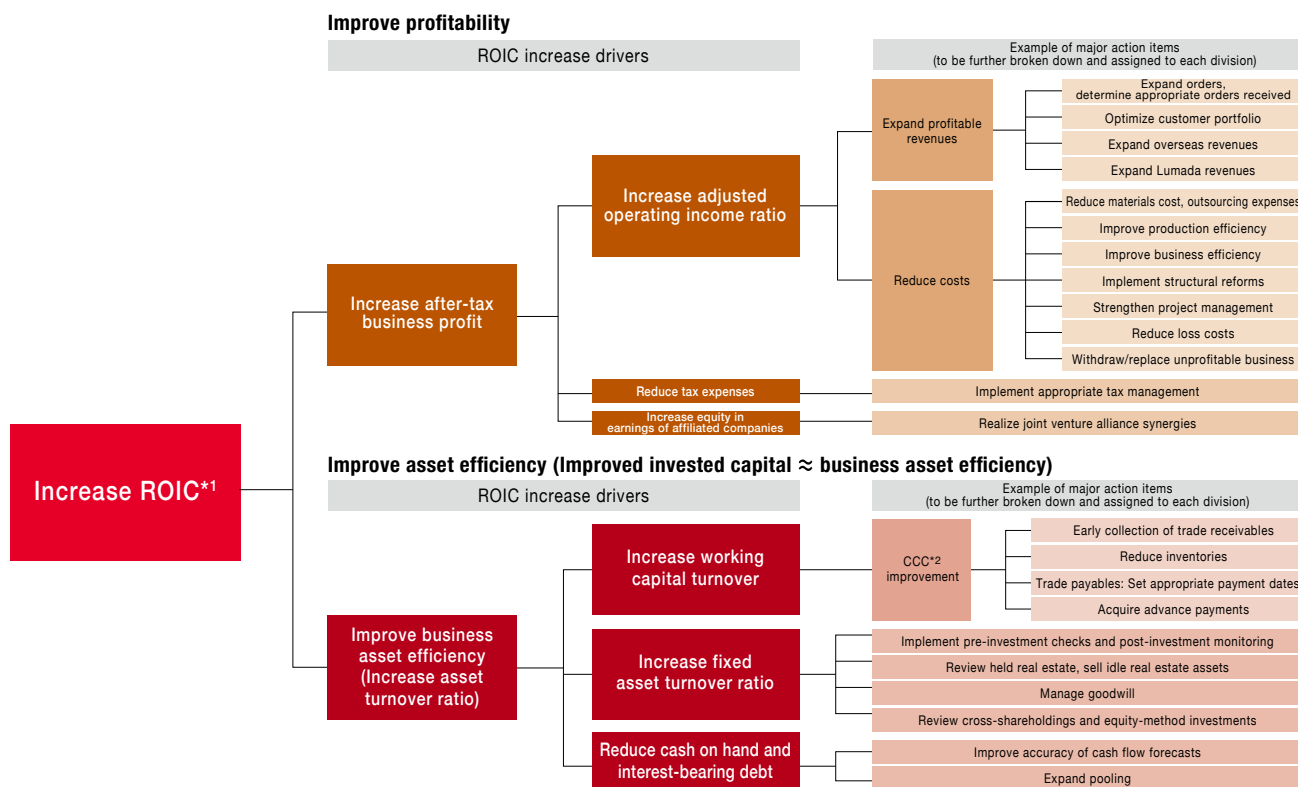 Improve profitability
ROIC increase drivers
Example of major action items
(to be further broken down and assigned to each division)
Expand orders,
determine appropriate orders received
Optimize customer portfolio
Expand overseas revenues
Expand Lumada revenues
Expand profitable
revenues
Increase adjusted
operating income ratio
Reduce materials cost, outsourcing expenses
Improve production efficiency
Improve business efficiency
Implement structural reforms
Strengthen project management
Reduce loss costs
Withdraw/replace unprofitable business
Reduce costs
Increase after-tax
business profit
Reduce tax expenses
Implement appropriate tax management
Increase equity in
earnings of affiliated companies
Realize joint venture alliance synergies
Increase ROIC*1
Improve asset efficiency (Improved invested capital ≈ business asset efficiency)
ROIC increase drivers
Example of major action items
(to be further broken down and assigned to each division)
Increase working
capital turnover
CCC*2
improvement
Early collection of trade receivables
Reduce inventories
Trade payables: Set appropriate payment dates
Acquire advance payments
Improve business
asset efficiency
(Increase asset
turnover ratio)
Increase fixed
asset turnover ratio
Implement pre-investment checks and post-investment monitoring
Review held real estate, sell idle real estate assets
Manage goodwill
Review cross-shareholdings and equity-method investments
Reduce cash on hand and
interest-bearing debt
Improve accuracy of cash flow forecasts
Expand pooling